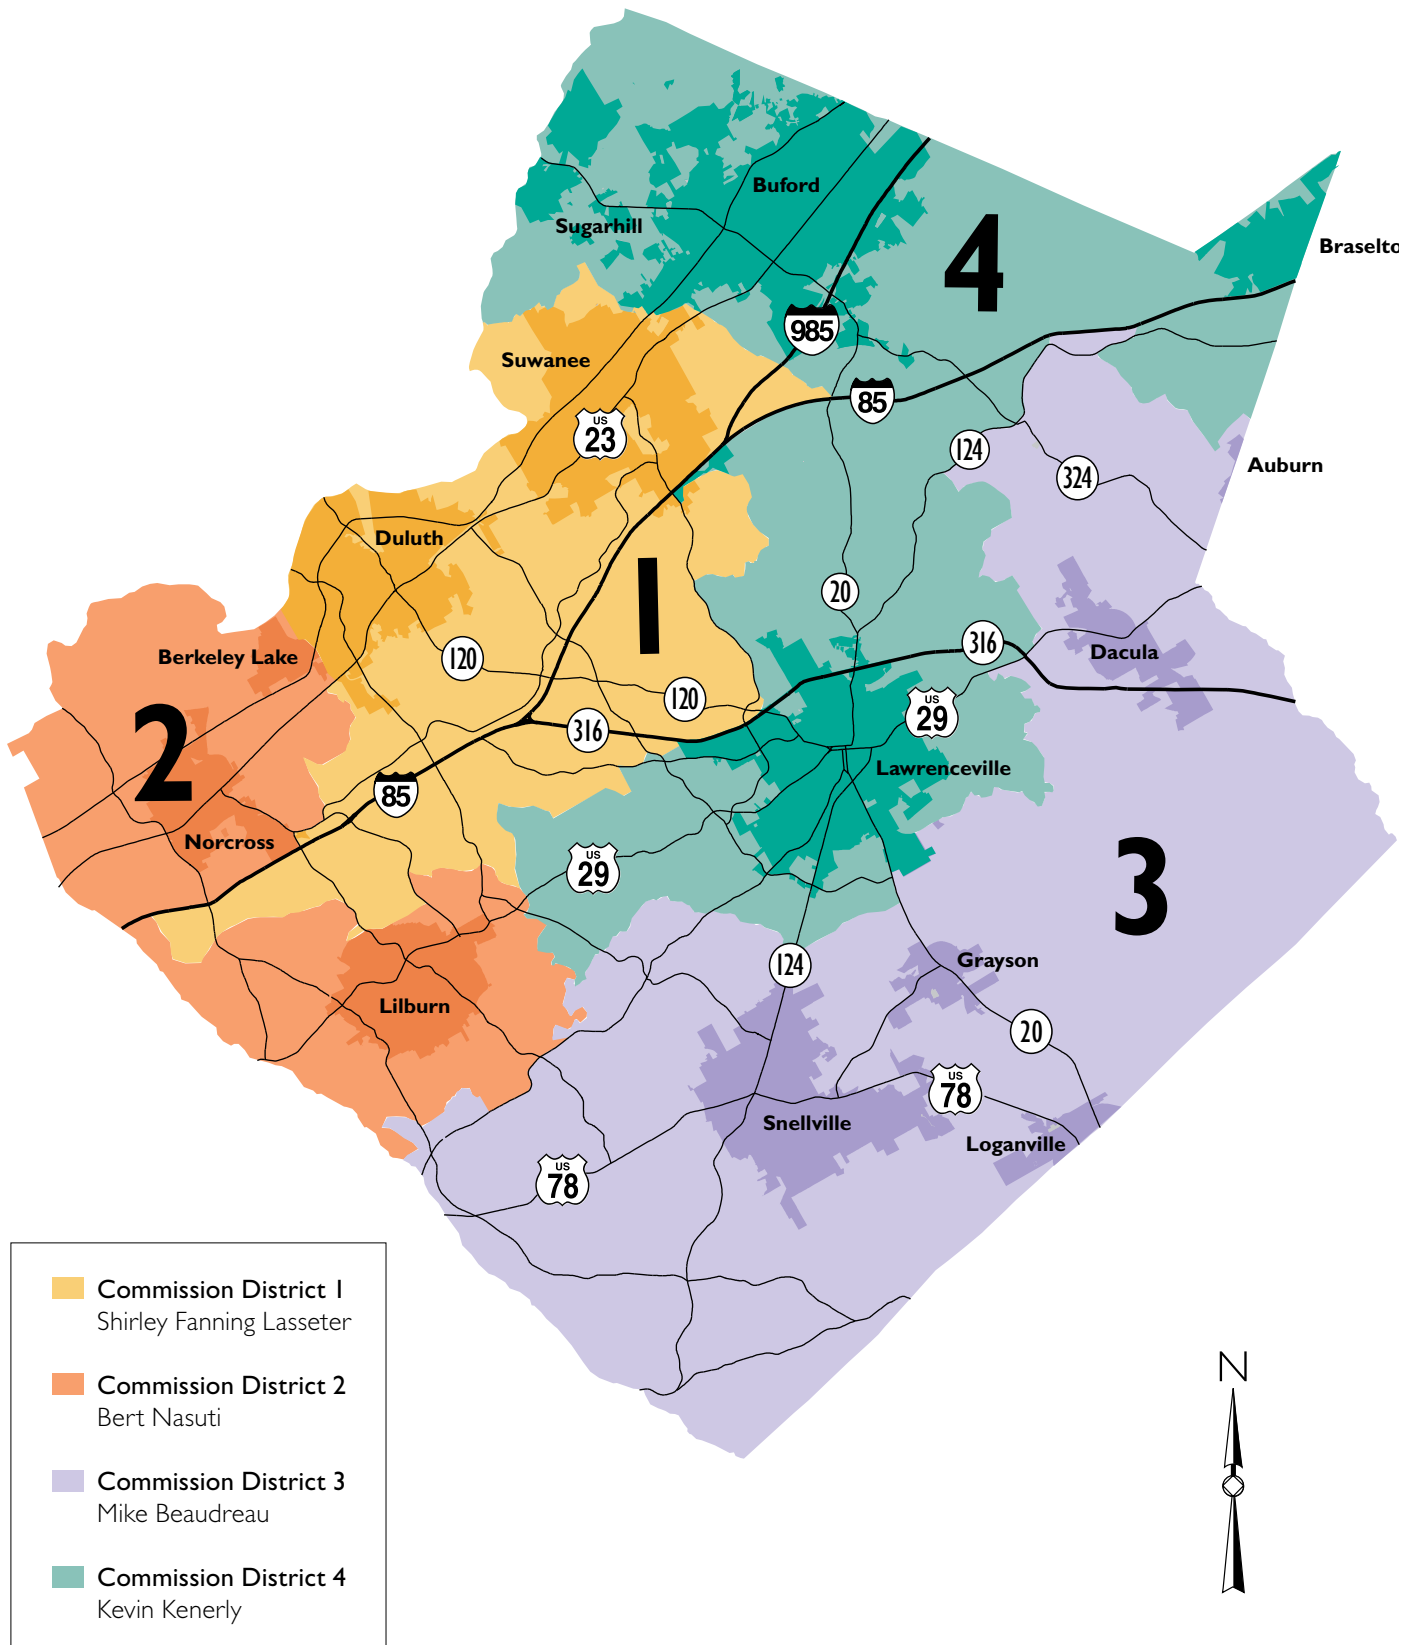 Buford
Sugarhill
4
Braselto
985
Suwanee
85
US
23
124
324
Auburn
Duluth
1
20
316
Berkeley Lake
120
Dacula
120
2
US
29
316
Lawrenceville
85
Norcross
US
29
3
124
Grayson
Lilburn
20
US
78
Snellville
Loganville
US
78
Commission District 1
Shirley Fanning Lasseter
Commission District 2
Bert Nasuti
Commission District 3
Mike Beaudreau
Commission District 4
Kevin Kenerly
N